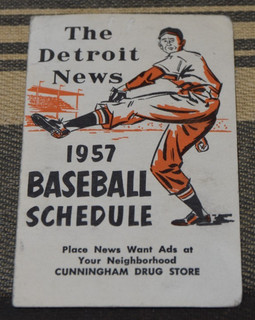 The
Detroit
News
1957
BASEBALL
SCHEDULE
Place News Want Ads at
Your Neighborhood
CUNNINGHAM DRUG STORE